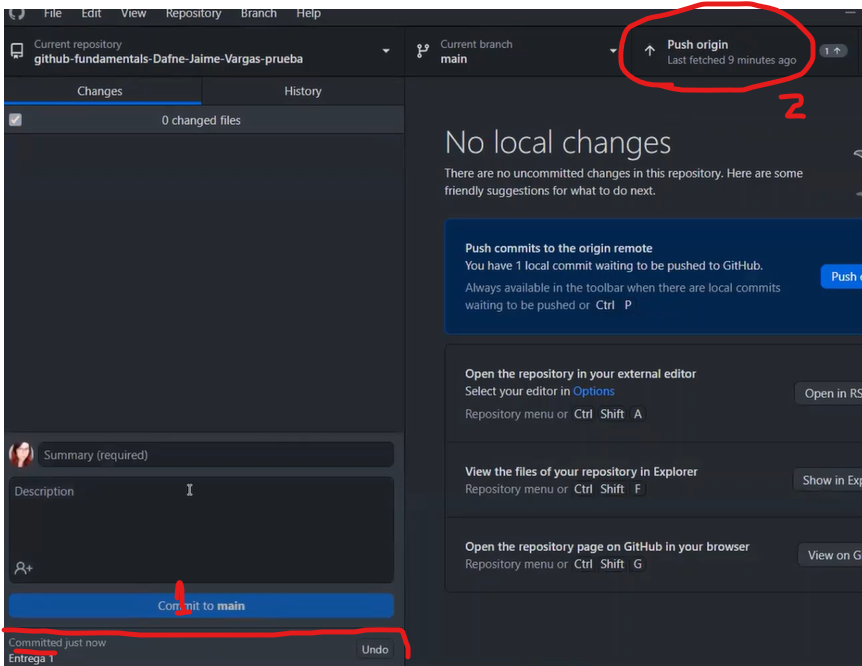 File Edit View Repository Branch Help
Current repository
github-fundamentals-Dafne-Jaime-Vargas-prueba
Current branch
main
Push origin
Last fetched 9 minutes ago
1
2
Changes History
0 changed files
No local changes
There are no uncommitted changes in this repository. Here are some
friendly suggestions for what to do next.
Push commits to the origin remote
You have 1 local commit waiting to be pushed to GitHub.
Always available in the toolbar when there are local commits
waiting to be pushed or Ctrl P
Push
Open the repository in your external editor
Select your editor in Options
Repository menu or Ctrl Shift A
Open in RS
View the files of your repository in Explorer
Repository menu or Ctrl Shift F
Show in Exp
Open the repository page on GitHub in your browser
Repository menu or Ctrl Shift G
View on G
Summary (required)
Description
1
Commit to main
Committed just now
Entrega 1
Undo